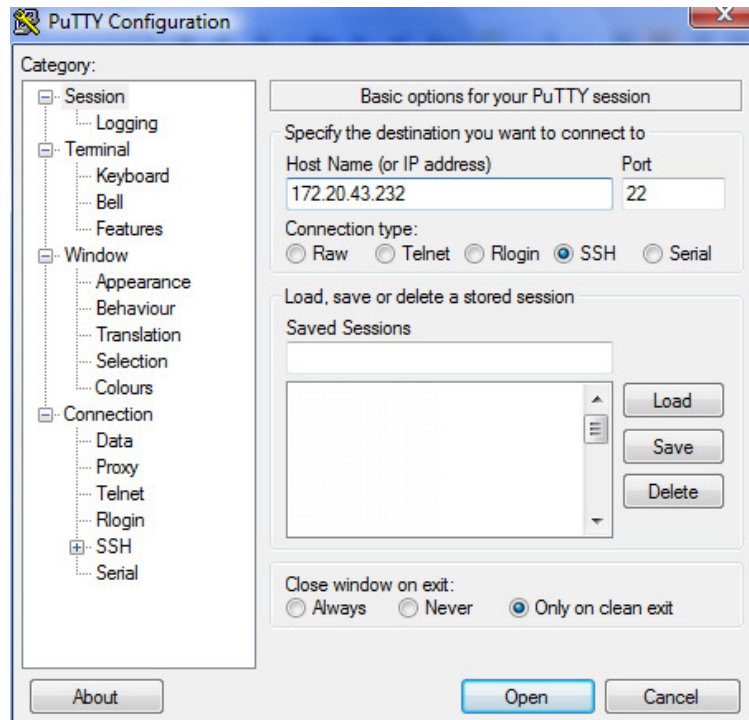 PuTTY Configuration
Category:
Session
Logging
Terminal
Keyboard
Bell
Features
Window
Appearance
Behaviour
Translation
Selection
Colours
Connection
Data
Proxy
Telnet
Rlogin
SSH
Serial
Basic options for your PuTTY session
Specify the destination you want to connect to
Host Name (or IP address) Port
172.20.43.232 22
Connection type:
Raw Telnet Rlogin SSH Serial
Load, save or delete a stored session
Saved Sessions
Load
Save
Delete
Close window on exit:
Always Never Only on clean exit
About Open Cancel